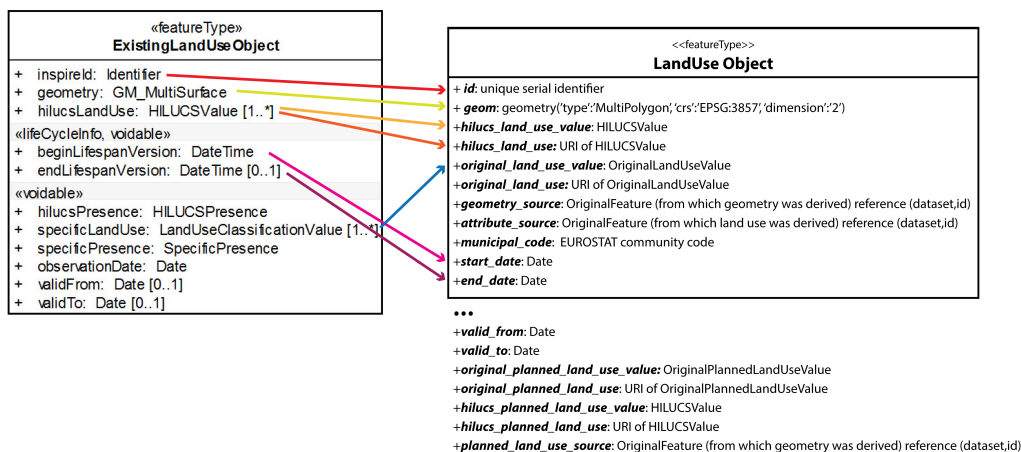 «featureType»
ExistingLandUseObject
+ inspireId: Identifier
+ geometry: GM_MultiSurface
+ hilucsLandUse: HILUCSValue [1..*]
«lifeCycleInfo, voidable»
+ beginLifespanVersion: DateTime
+ endLifespanVersion: DateTime [0..1]
«voidable»
+ hilucsPresence: HILUCSPresence
+ specificLandUse: LandUseClassificationValue [1..*]
+ specificPresence: SpecificPresence
+ observationDate: Date
+ validFrom: Date [0..1]
+ validTo: Date [0..1]
<<featureType>>
LandUse Object
+ id: unique serial identifier
+ geom: geometry('type':'MultiPolygon','crs':'EPSG:3857', 'dimension':'2')
+hilucs_land_use_value: HILUCSValue
+hilucs_land_use: URI of HILUCSValue
+original_land_use_value: OriginalLandUseValue
+original_land_use: URI of OriginalLandUseValue
+geometry_source: OriginalFeature (from which geometry was derived) reference (dataset,id)
+attribute_source: OriginalFeature (from which land use was derived) reference (dataset,id)
+municipal_code: EUROSTAT community code
+start_date: Date
+end_date: Date
•••
+valid_from: Date
+valid_to: Date
+original_planned_land_use_value: OriginalPlannedLandUseValue
+original_planned_land_use: URI of OriginalPlannedLandUseValue
+hilucs_planned_land_use_value: HILUCSValue
+hilucs_planned_land_use: URI of HILUCSValue
+planned_land_use_source: OriginalFeature (from which geometry was derived) reference (dataset,id)